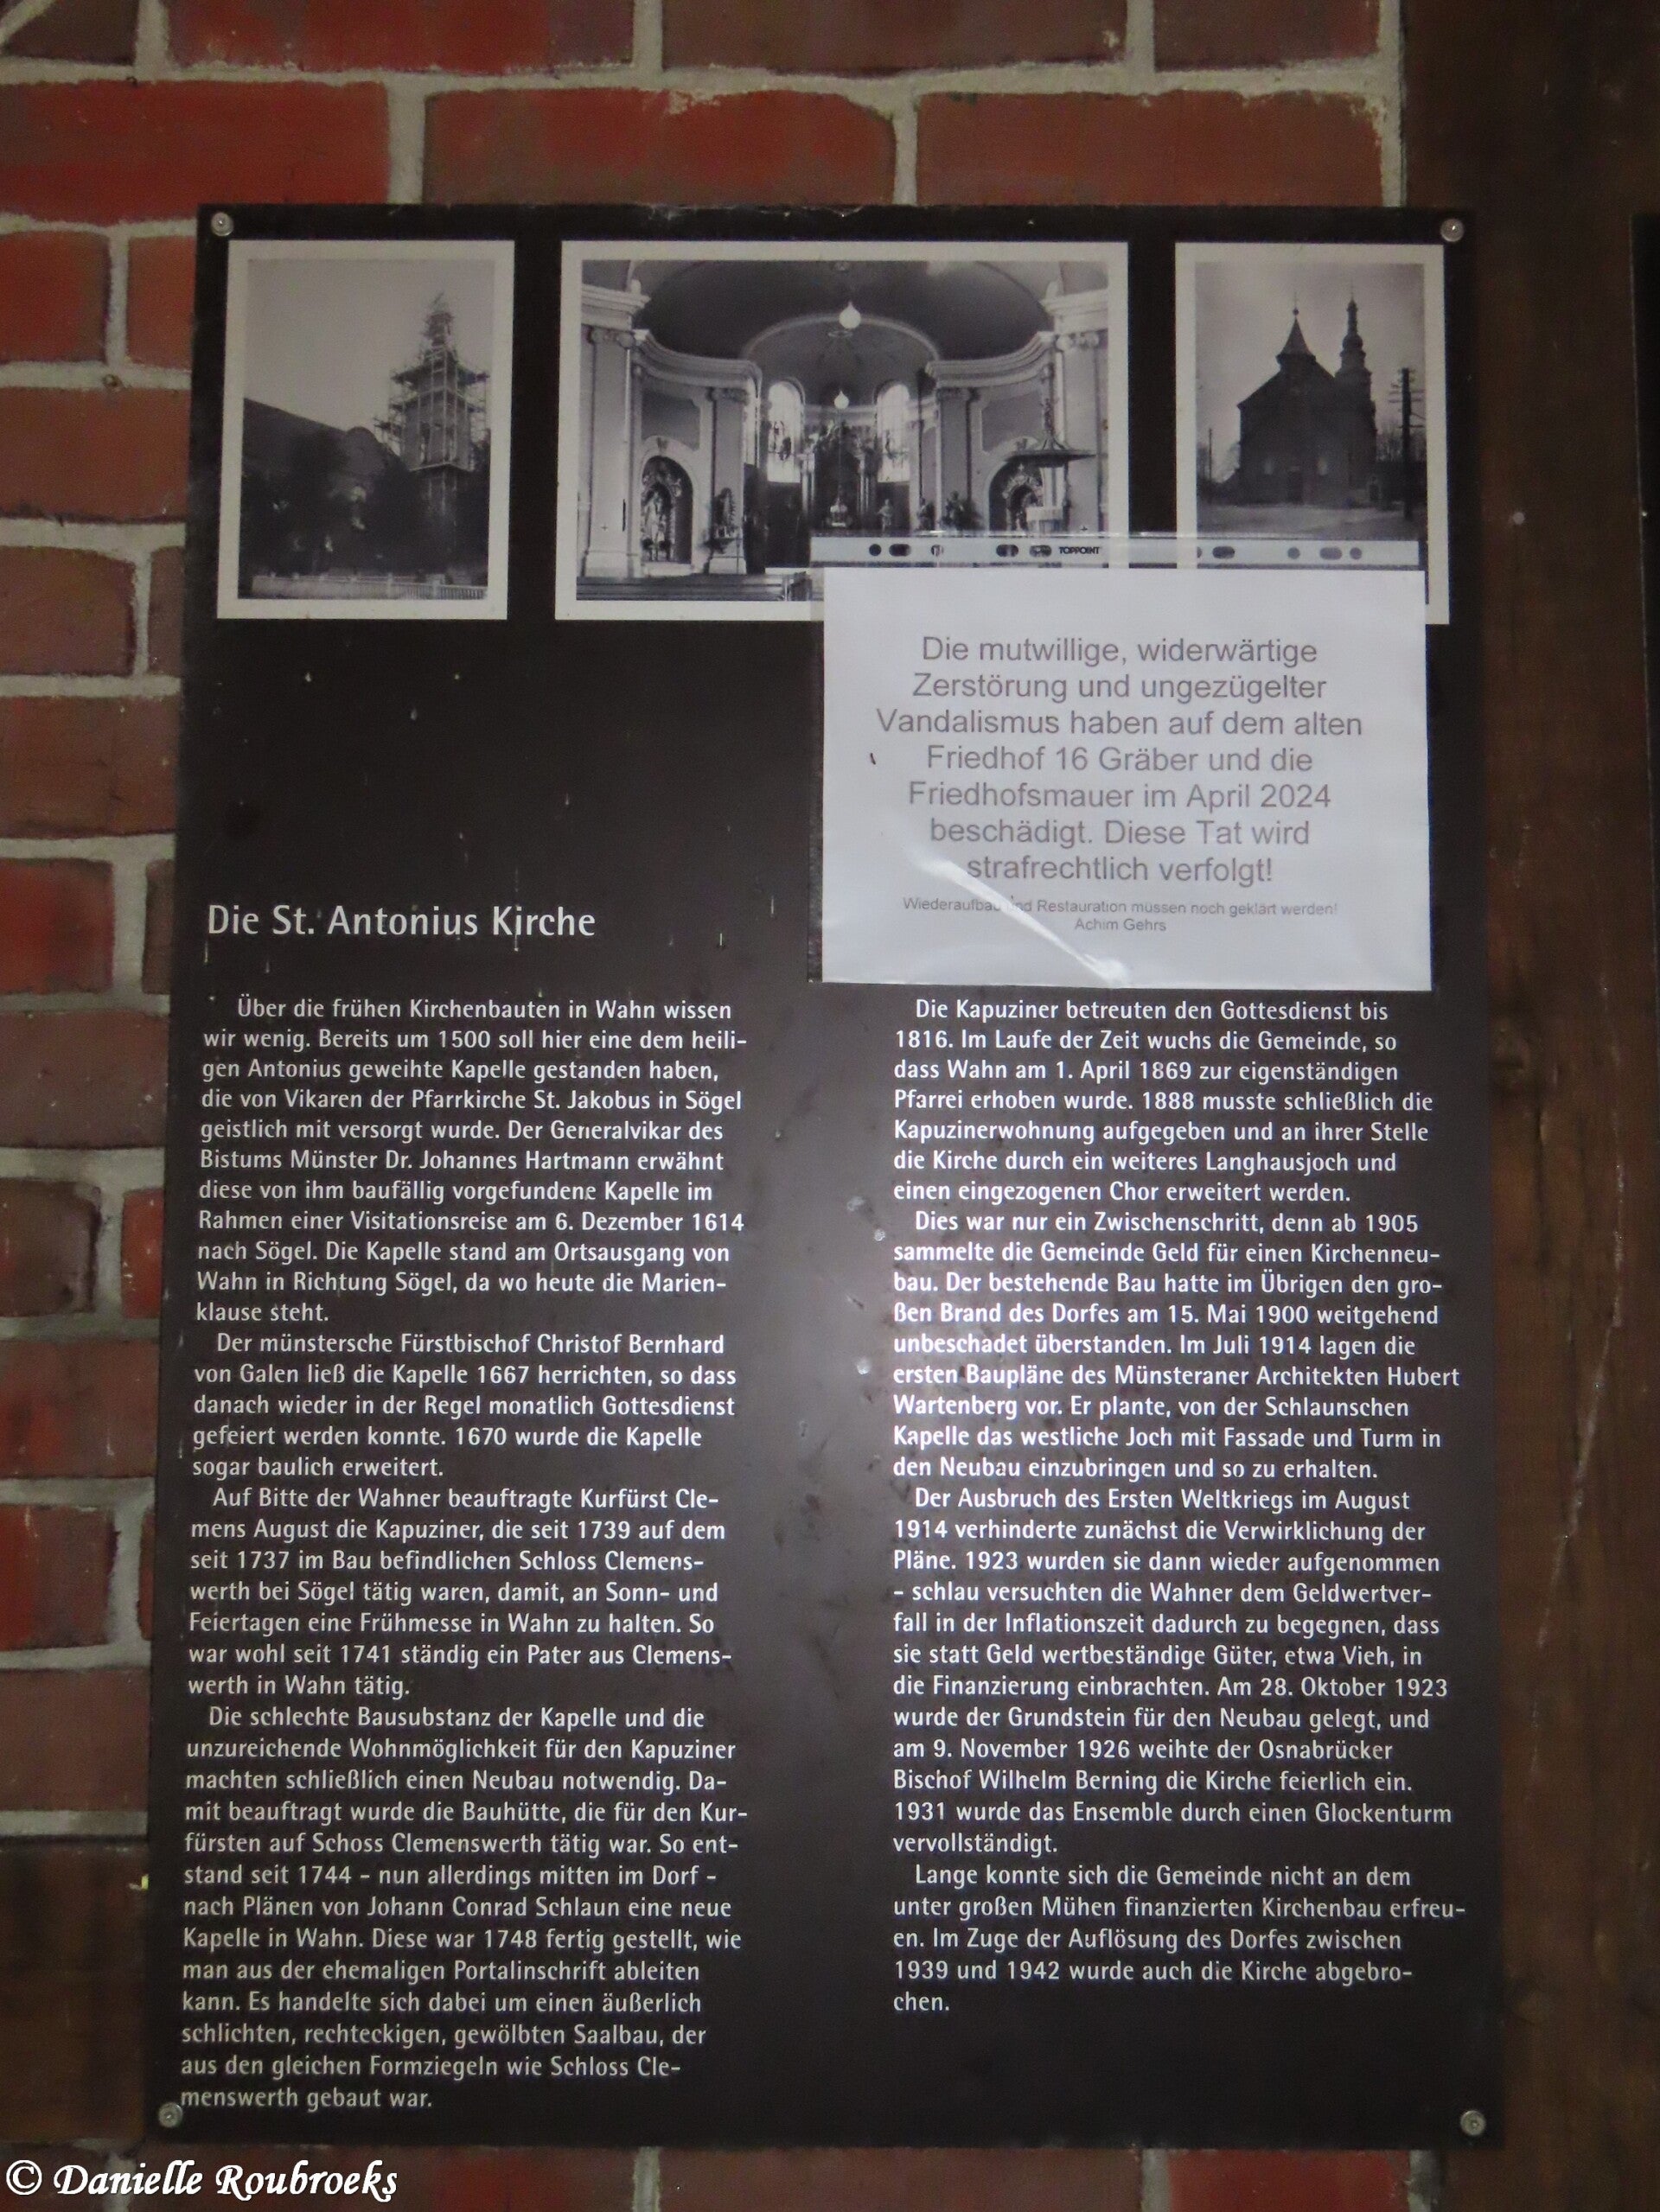 TOPPOINT
Die mutwillige, widerwärtige
Zerstörung und ungezügelter
Vandalismus haben auf dem alten
Friedhof 16 Gräber und die
Friedhofsmauer im April 2024
beschädigt. Diese Tat wird
strafrechtlich verfolgt!
Wiederaufbau und Restauration müssen noch geklärt werden!
Achim Gehrs
Die St. Antonius Kirche
Über die frühen Kirchenbauten in Wahn wissen
wir wenig. Bereits um 1500 soll hier eine dem heili-
gen Antonius geweihte Kapelle gestanden haben,
die von Vikaren der Pfarrkirche St. Jakobus in Sögel
geistlich mit versorgt wurde. Der Generalvikar des
Bistums Münster Dr. Johannes Hartmann erwähnt
diese von ihm baufällig vorgefundene Kapelle im
Rahmen einer Visitationsreise am 6. Dezember 1614
nach Sögel. Die Kapelle stand am Ortsausgang von
Wahn in Richtung Sögel, da wo heute die Marien-
klause steht.
Der münstersche Fürstbischof Christof Bernhard
von Galen ließ die Kapelle 1667 herrichten, so dass
danach wieder in der Regel monatlich Gottesdienst
gefeiert werden konnte. 1670 wurde die Kapelle
sogar baulich erweitert.
Auf Bitte der Wahner beauftragte Kurfürst Cle-
mens August die Kapuziner, die seit 1739 auf dem
seit 1737 im Bau befindlichen Schloss Clemens-
werth bei Sögel tätig waren, damit, an Sonn- und
Feiertagen eine Frühmesse in Wahn zu halten. So
war wohl seit 1741 ständig ein Pater aus Clemens-
werth in Wahn tätig.
Die schlechte Bausubstanz der Kapelle und die
unzureichende Wohnmöglichkeit für den Kapuziner
machten schließlich einen Neubau notwendig. Da-
mit beauftragt wurde die Bauhütte, die für den Kur-
fürsten auf Schoss Clemenswerth tätig war. So ent-
stand seit 1744 - nun allerdings mitten im Dorf -
nach Plänen von Johann Conrad Schlaun eine neue
Kapelle in Wahn. Diese war 1748 fertig gestellt, wie
man aus der ehemaligen Portalinschrift ableiten
kann. Es handelte sich dabei um einen äußerlich
schlichten, rechteckigen, gewölbten Saalbau, der
aus den gleichen Formziegeln wie Schloss Cle-
menswerth gebaut war.
Die Kapuziner betreuten den Gottesdienst bis
1816. Im Laufe der Zeit wuchs die Gemeinde, so
dass Wahn am 1. April 1869 zur eigenständigen
Pfarrei erhoben wurde. 1888 musste schließlich die
Kapuzinerwohnung aufgegeben und an ihrer Stelle
die Kirche durch ein weiteres Langhausjoch und
einen eingezogenen Chor erweitert werden.
Dies war nur ein Zwischenschritt, denn ab 1905
sammelte die Gemeinde Geld für einen Kirchenneu-
bau. Der bestehende Bau hatte im Übrigen den gro-
ßen Brand des Dorfes am 15. Mai 1900 weitgehend
unbeschadet überstanden. Im Juli 1914 lagen die
ersten Baupläne des Münsteraner Architekten Hubert
Wartenberg vor. Er plante, von der Schlaunschen
Kapelle das westliche Joch mit Fassade und Turm in
den Neubau einzubringen und so zu erhalten.
Der Ausbruch des Ersten Weltkriegs im August
1914 verhinderte zunächst die Verwirklichung der
Pläne. 1923 wurden sie dann wieder aufgenommen
- schlau versuchten die Wahner dem Geldwertver-
fall in der Inflationszeit dadurch zu begegnen, dass
sie statt Geld wertbeständige Güter, etwa Vieh, in
die Finanzierung einbrachten. Am 28. Oktober 1923
wurde der Grundstein für den Neubau gelegt, und
am 9. November 1926 weihte der Osnabrücker
Bischof Wilhelm Berning die Kirche feierlich ein.
1931 wurde das Ensemble durch einen Glockenturm
vervollständigt.
Lange konnte sich die Gemeinde nicht an dem
unter großen Mühen finanzierten Kirchenbau erfreu-
en. Im Zuge der Auflösung des Dorfes zwischen
1939 und 1942 wurde auch die Kirche abgebro-
chen.
© Danielle Roubroeks